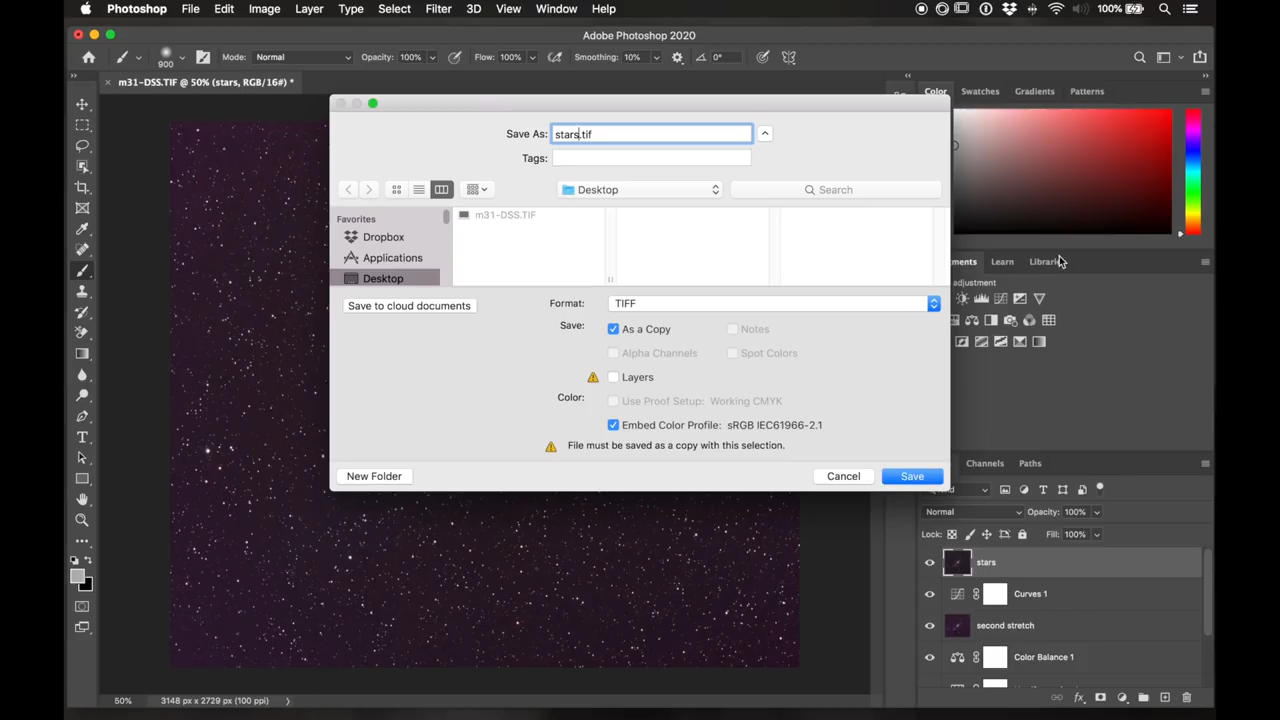 Photoshop File Edit Image Layer Type Select Filter 3D View Window Help 100%
Adobe Photoshop 2020
900 Mode: Normal Opacity: 100% Flow: 100% Smoothing: 10% 0°
m31-DSS.TIF @ 50% (stars, RGB/16#) *
Color Swatches Gradients Patterns
Save As: stars.tif
Tags:
Desktop Search
Favorites
Dropbox
Applications
Desktop
m31-DSS.TIF
Save to cloud documents
Format: TIFF
Save: As a Copy Notes
Alpha Channels Spot Colors
Layers
Color: Use Proof Setup: Working CMYK
Embed Color Profile: sRGB IEC61966-2.1
File must be saved as a copy with this selection.
New Folder Cancel Save
ments Learn Librari
adjustment
Channels Paths
Normal Opacity: 100%
Lock: Fill: 100%
stars
Curves 1
second stretch
Color Balance 1
50% 3148 px x 2729 px (100 ppi)